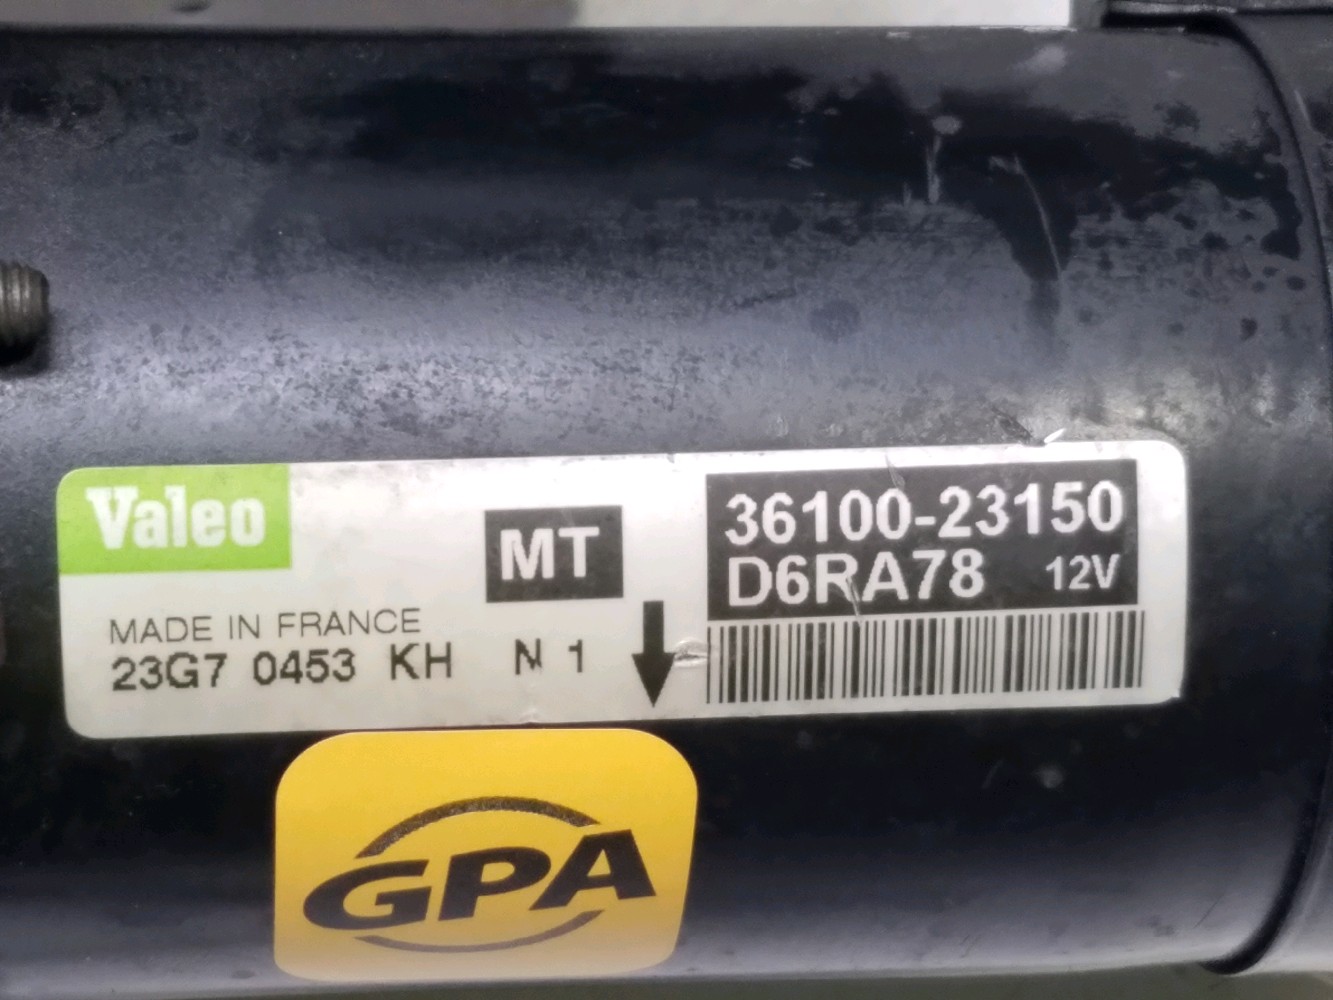 Valeo
MT
36100-23150
D6RA78 12V
MADE IN FRANCE
23G7 0453 KH N 1
GPA